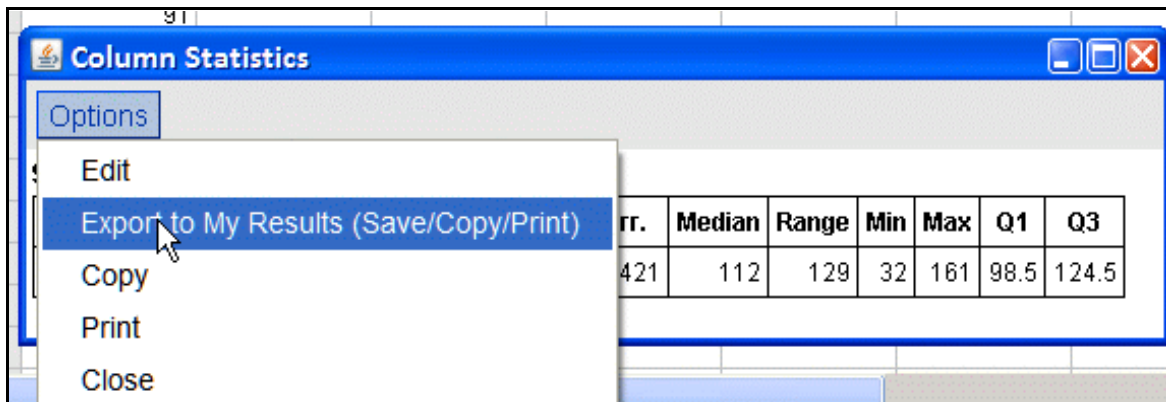 91
Column Statistics
Options
Edit
Export to My Results (Save/Copy/Print)
rr. Median Range Min Max Q1 Q3
Copy
421 112 129 32 161 98.5 124.5
Print
Close